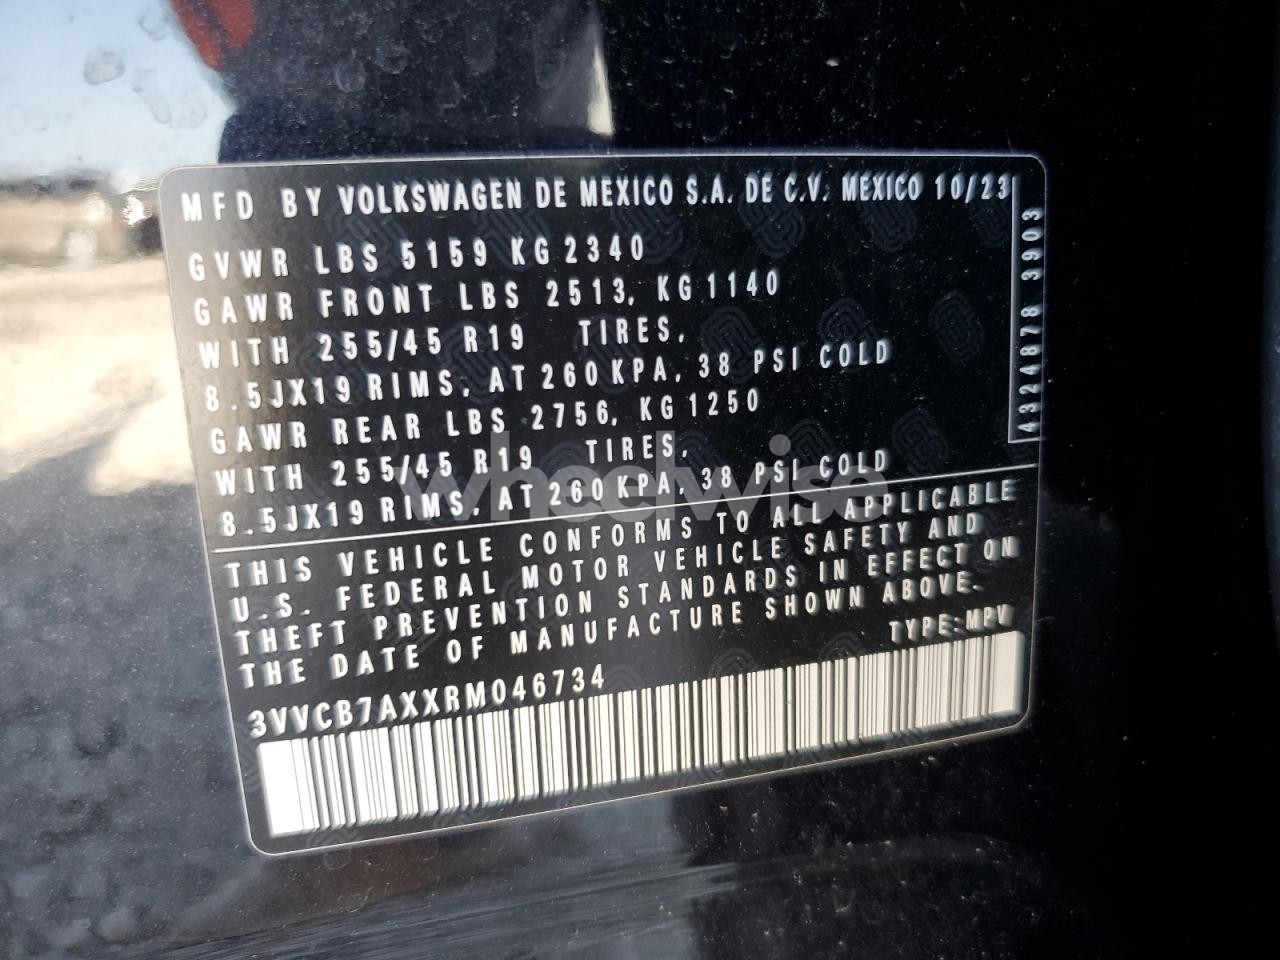 MFD BY VOLKSWAGEN DE MEXICO S.A. DE C.V. MEXICO 10/23
GVWR LBS 5159 KG 2340
GAWR FRONT LBS 2513, KG 1140
WITH 255/45 R19 TIRES,
8.5JX19 RIMS, AT 260 KPA, 38 PSI COLD
GAWR REAR LBS 2756, KG 1250
WITH 255/45 R19 TIRES,
8.5JX19 RIMS, AT 260 KPA, 38 PSI COLD
4324878 3903
wheelwise
THIS VEHICLE CONFORMS TO ALL APPLICABLE
U.S. FEDERAL MOTOR VEHICLE SAFETY AND
THEFT PREVENTION STANDARDS IN EFFECT ON
THE DATE OF MANUFACTURE SHOWN ABOVE.
TYPE:MPV
3VVCB7AXXRM046734